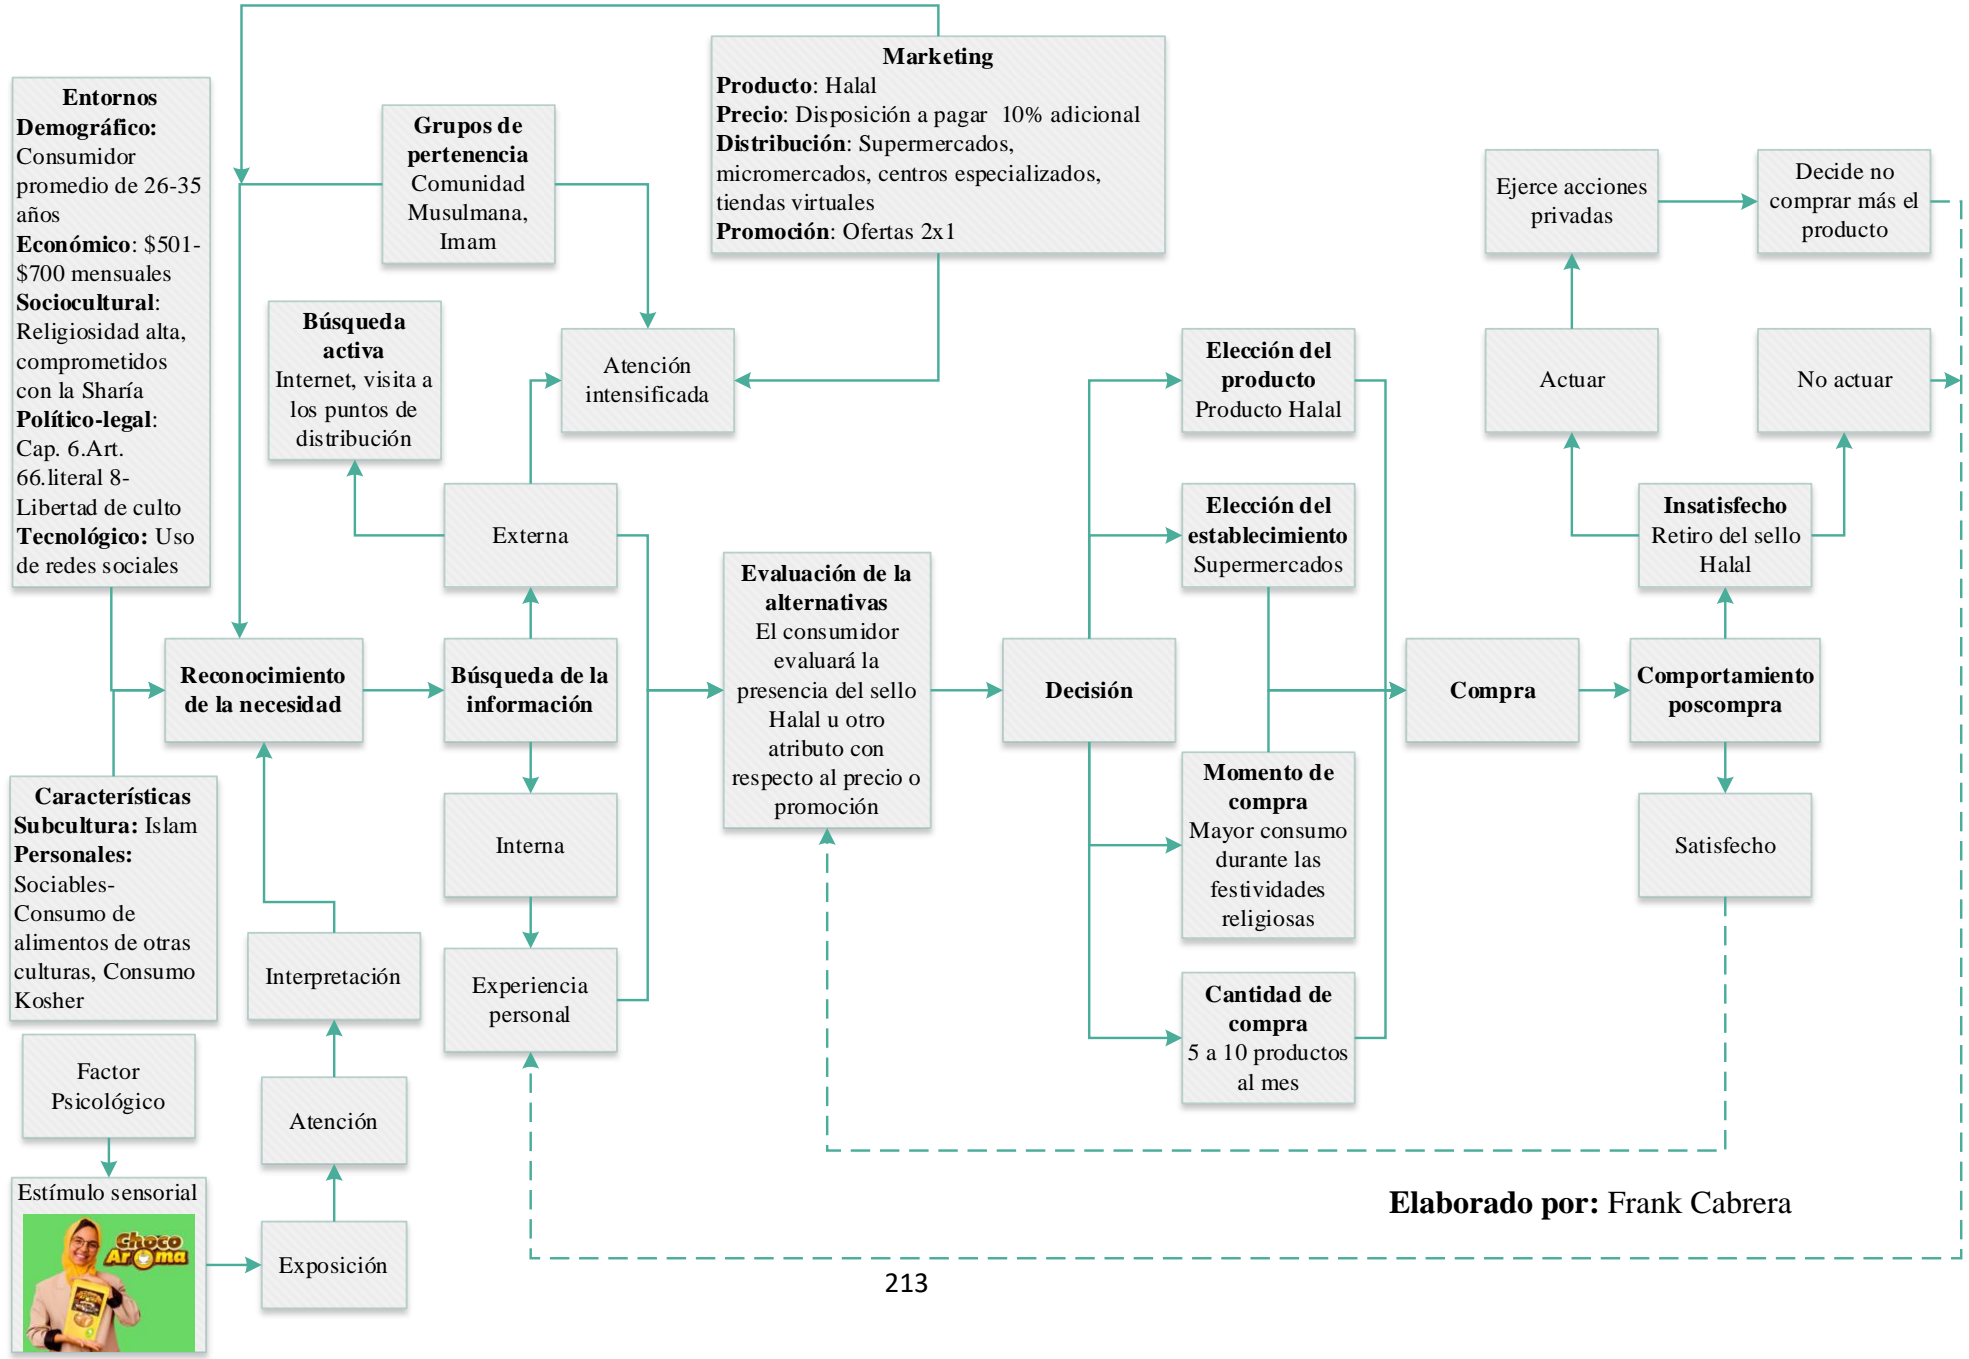 Marketing
Producto: Halal
Precio: Disposición a pagar 10% adicional
Distribución: Supermercados,
micromercados, centros especializados,
tiendas virtuales
Promoción: Ofertas 2x1
Entornos
Demográfico:
Consumidor
promedio de 26-35
años
Económico: $501-
$700 mensuales
Sociocultural:
Religiosidad alta,
comprometidos
con la Sharía
Político-legal:
Cap. 6.Art.
66.literal 8-
Libertad de culto
Tecnológico: Uso
de redes sociales
Grupos de
pertenencia
Comunidad
Musulmana,
Imam
Búsqueda
activa
Internet, visita a
los puntos de
distribución
Atención
intensificada
Externa
Reconocimiento
de la necesidad
Búsqueda de la
información
Interna
Experiencia
personal
Características
Subcultura: Islam
Personales:
Sociables-
Consumo de
alimentos de otras
culturas, Consumo
Kosher
Factor
Psicológico
Estímulo sensorial
Choco
Aroma
Exposición
Atención
Interpretación
Evaluación de la
alternativas
El consumidor
evaluará la
presencia del sello
Halal u otro
atributo con
respecto al precio o
promoción
Decisión
Elección del
producto
Producto Halal
Elección del
establecimiento
Supermercados
Momento de
compra
Mayor consumo
durante las
festividades
religiosas
Cantidad de
compra
5 a 10 productos
al mes
Compra
Comportamiento
poscompra
Insatisfecho
Retiro del sello
Halal
Actuar
No actuar
Ejerce acciones
privadas
Decide no
comprar más el
producto
Satisfecho
Elaborado por: Frank Cabrera
213